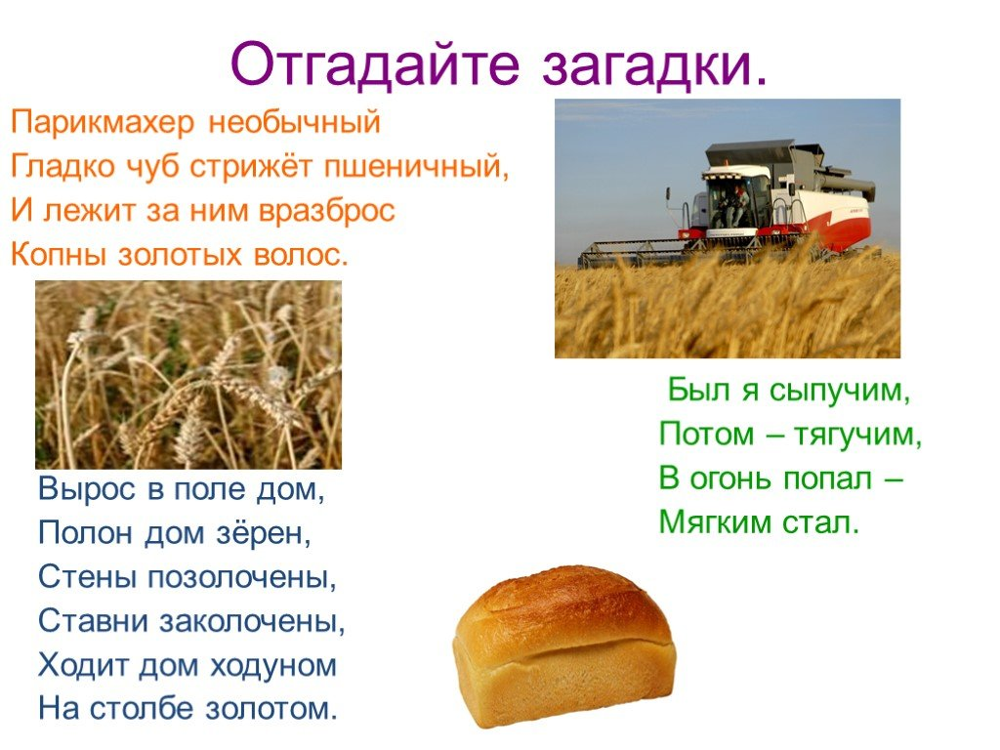 Отгадайте загадки.
Парикмахер необычный
Гладко чуб стрижёт пшеничный,
И лежит за ним вразброс
Копны золотых волос.
Был я сыпучим,
Потом – тягучим,
В огонь попал –
Мягким стал.
Вырос в поле дом,
Полон дом зёрен,
Стены позолочены,
Ставни заколочены,
Ходит дом ходуном
На столбе золотом.